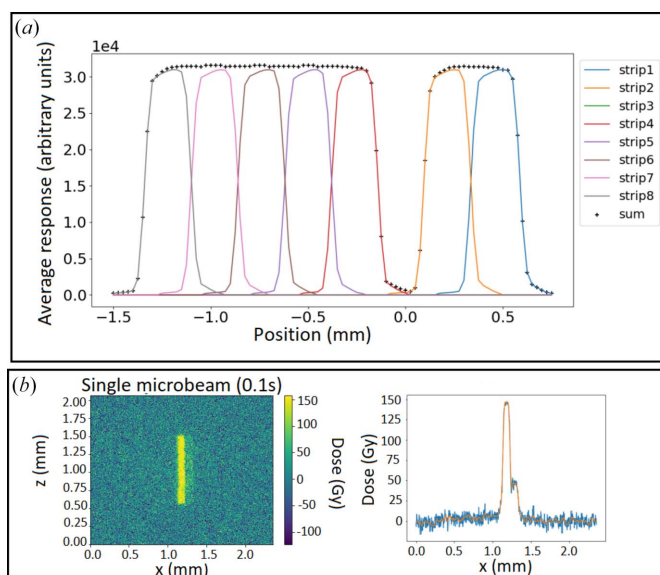 (a)
1e4
Average response (arbitrary units)
3.0
2.5
2.0
1.5
1.0
0.5
0.0
−1.5 −1.0 −0.5 0.0 0.5
Position (mm)
strip1
strip2
strip3
strip4
strip5
strip6
strip7
strip8
sum
(b)
Single microbeam (0.1s)
z (mm)
2.00
1.75
1.50
1.25
1.00
0.75
0.50
0.25
0.00
0.0 0.5 1.0 1.5 2.0
x (mm)
150
100
50
0
−50
−100
Dose (Gy)
Dose (Gy)
150
125
100
75
50
25
0
0.0 0.5 1.0 1.5 2.0
x (mm)